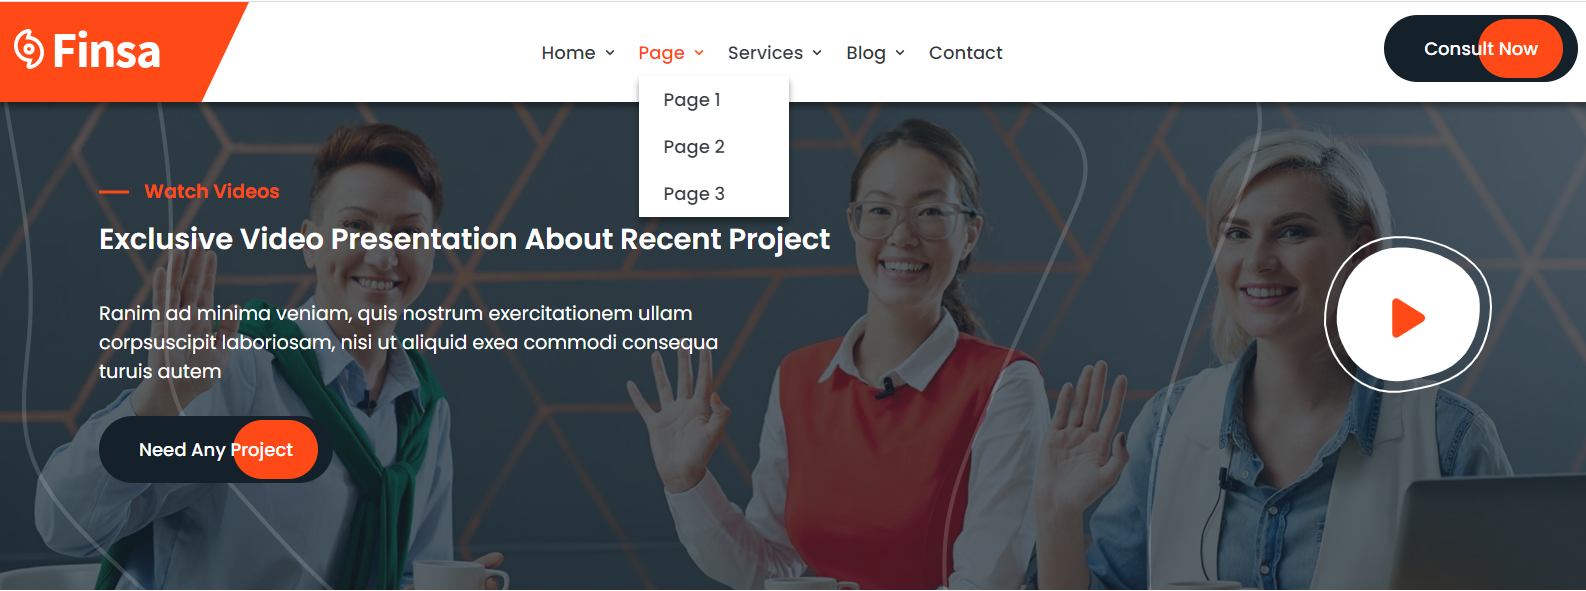 Finsa
Home Page Services Blog Contact
Consult Now
Page 1
Page 2
Page 3
Watch Videos
Exclusive Video Presentation About Recent Project
Ranim ad minima veniam, quis nostrum exercitationem ullam
corpsuscipit laboriosam, nisi ut aliquid exea commodi consequa
turuis autem
Need Any Project